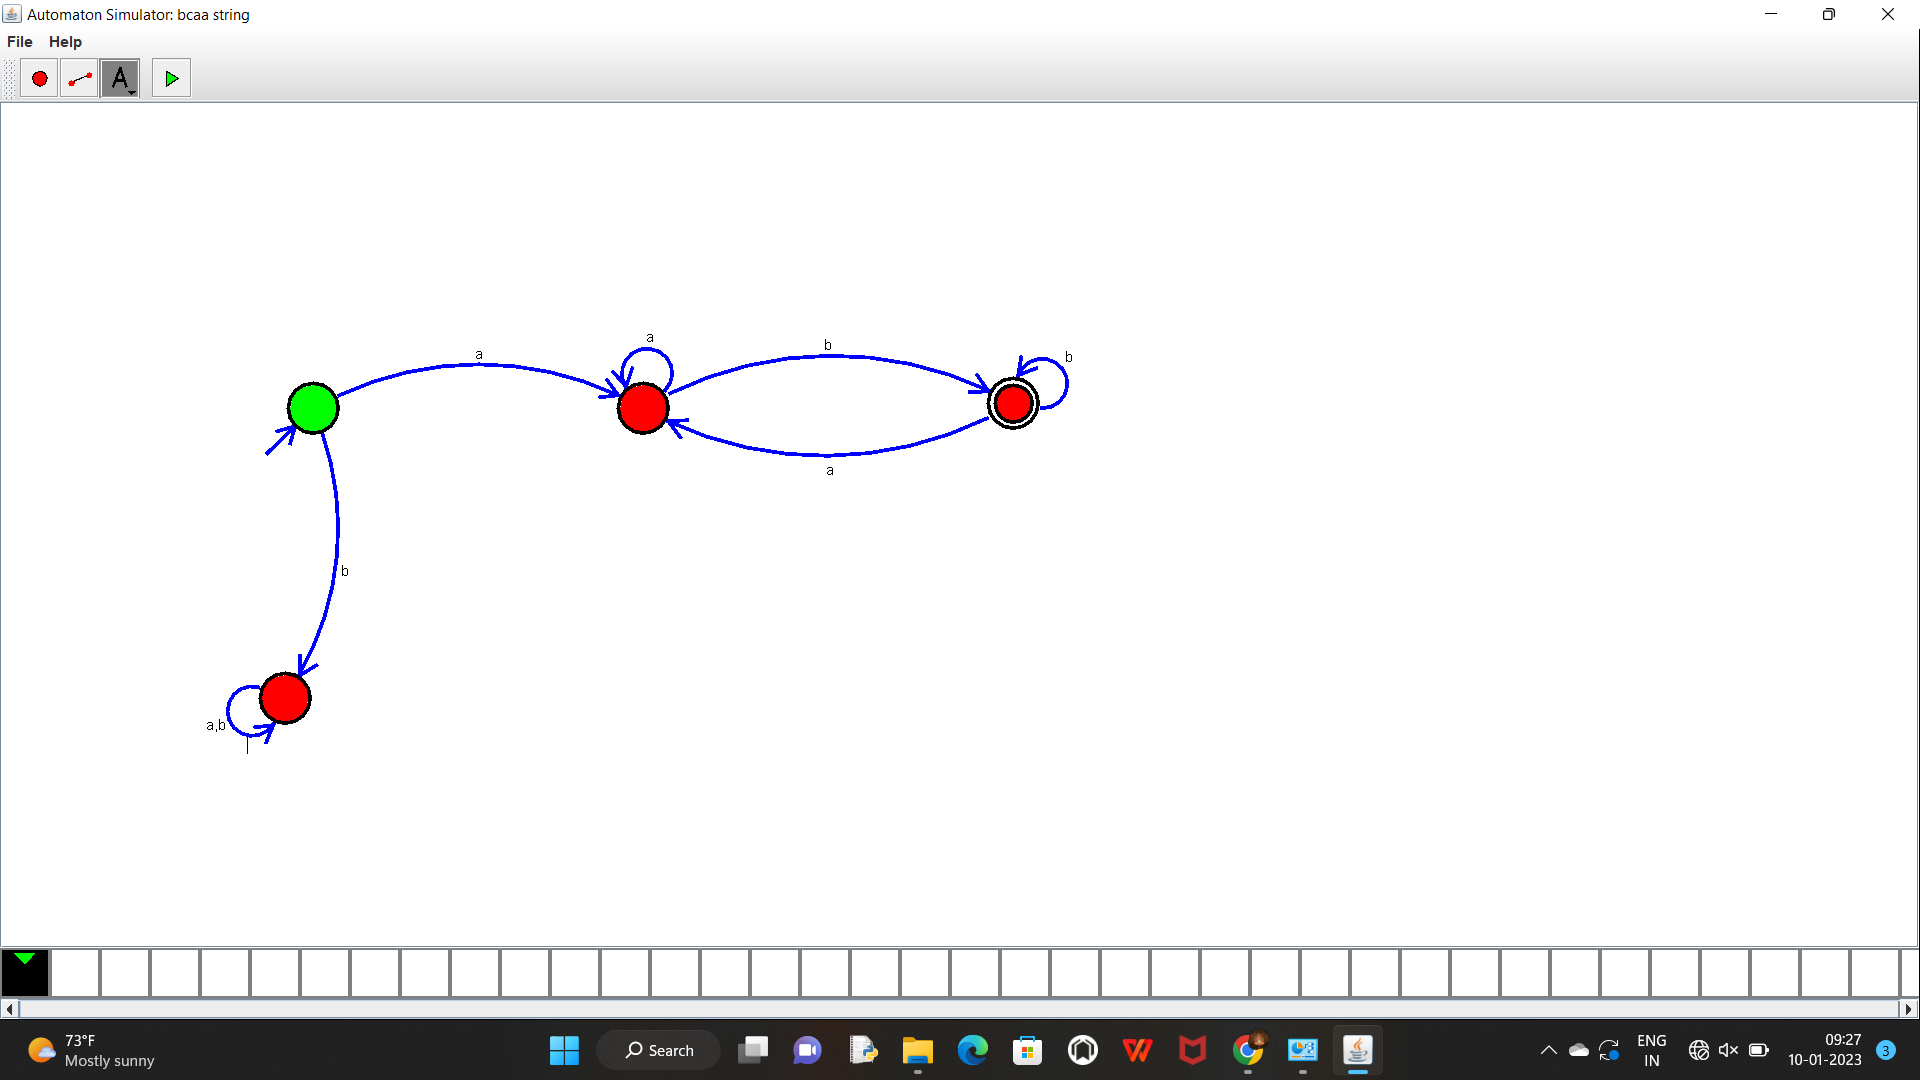 Automaton Simulator: bcaa string
File Help
A
a
a
b
b
a
b
a,b
73°F
Mostly sunny
Search
ENG
IN
09:27
10-01-2023
3